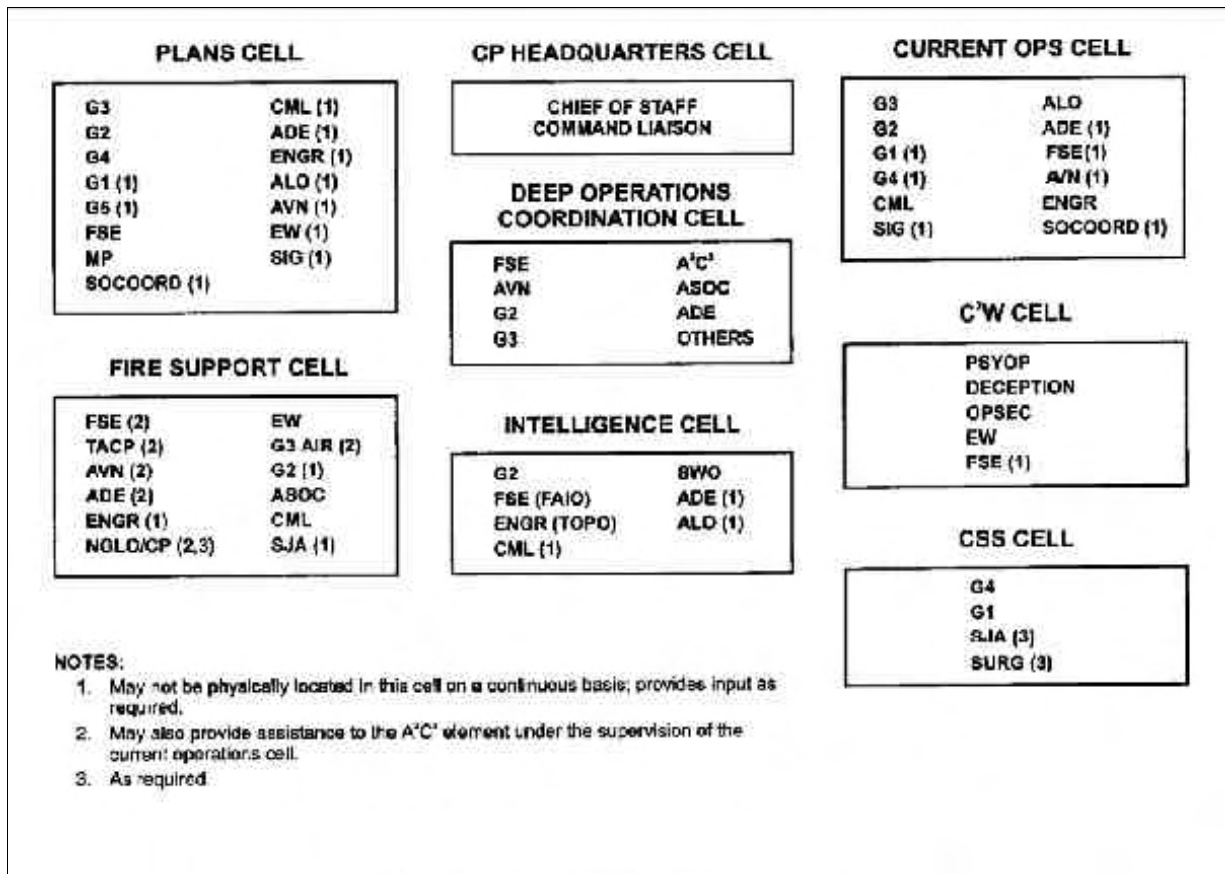 PLANS CELL
G3 CML (1)
G2 ADE (1)
G4 ENGR (1)
G1 (1) ALO (1)
G5 (1) AVN (1)
FSE EW (1)
MP SIG (1)
SOCOORD (1)
FIRE SUPPORT CELL
FSE (2) EW
TACP (2) G3 AIR (2)
AVN (2) G2 (1)
ADE (2) ASOC
ENGR (1) CML
NGLO/CP (2,3) SJA (1)
CP HEADQUARTERS CELL
CHIEF OF STAFF
COMMAND LIAISON
DEEP OPERATIONS
COORDINATION CELL
FSE A²C²
AVN ASOC
G2 ADE
G3 OTHERS
INTELLIGENCE CELL
G2 SWO
FSE (FAIO) ADE (1)
ENGR (TOPO) ALO (1)
CML (1)
CURRENT OPS CELL
G3 ALO
G2 ADE (1)
G1 (1) FSE(1)
G4 (1) AVN (1)
CML ENGR
SIG (1) SOCOORD (1)
C²W CELL
PSYOP
DECEPTION
OPSEC
EW
FSE (1)
CSS CELL
G4
G1
SJA (3)
SURG (3)
NOTES:
1. May not be physically located in this cell on a continuous basis; provides input as
required.
2. May also provide assistance to the A²C² element under the supervision of the
current operations cell.
3. As required